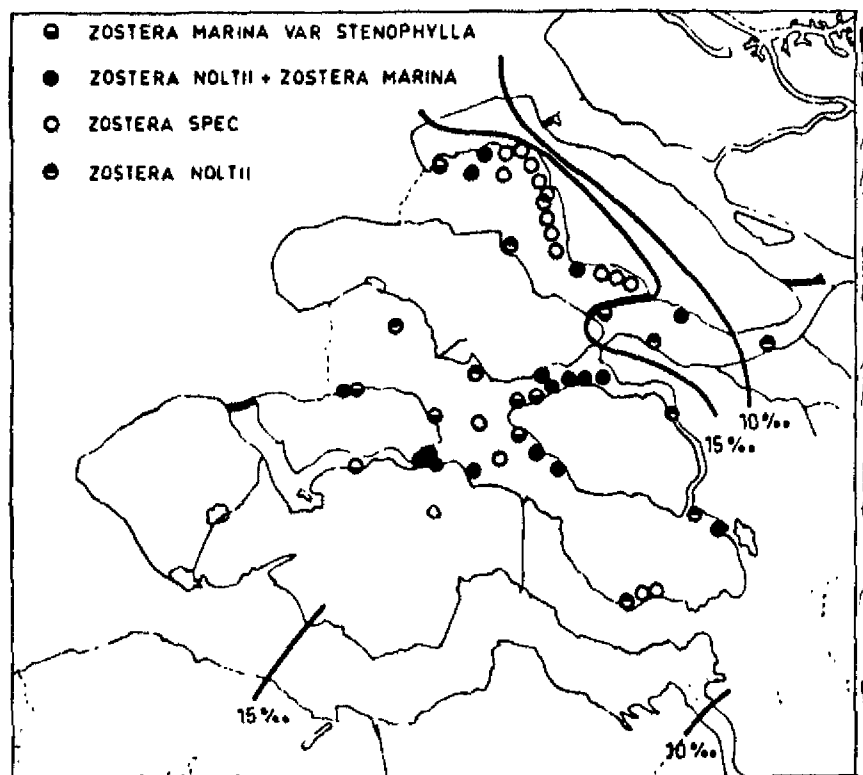 ZOSTERA MARINA VAR STENOPHYLLA
ZOSTERA NOLTII + ZOSTERA MARINA
ZOSTERA SPEC
ZOSTERA NOLTII
10‰
15‰
15‰
10‰